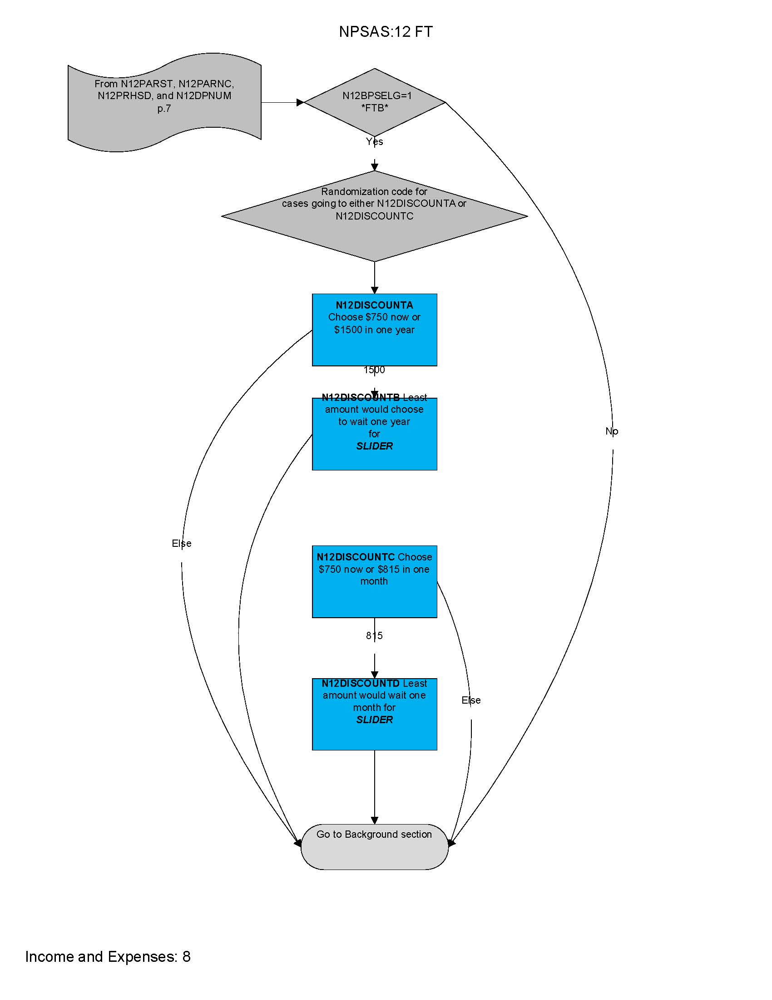 NPSAS:12 FT
From N12PARST, N12PARNC,
N12PRHSD, and N12DPNUM
p.7
N12BPSELG=1
*FTB*
Yes
Randomization code for
cases going to either N12DISCOUNTA or
N12DISCOUNTC
N12DISCOUNTA
Choose $750 now or
$1500 in one year
1500
N12DISCOUNTB Least
amount would choose
to wait one year
for
SLIDER
No
Else
N12DISCOUNTC Choose
$750 now or $815 in one
month
815
N12DISCOUNTD Least
amount would wait one
month for
SLIDER
Else
Go to Background section
Income and Expenses: 8